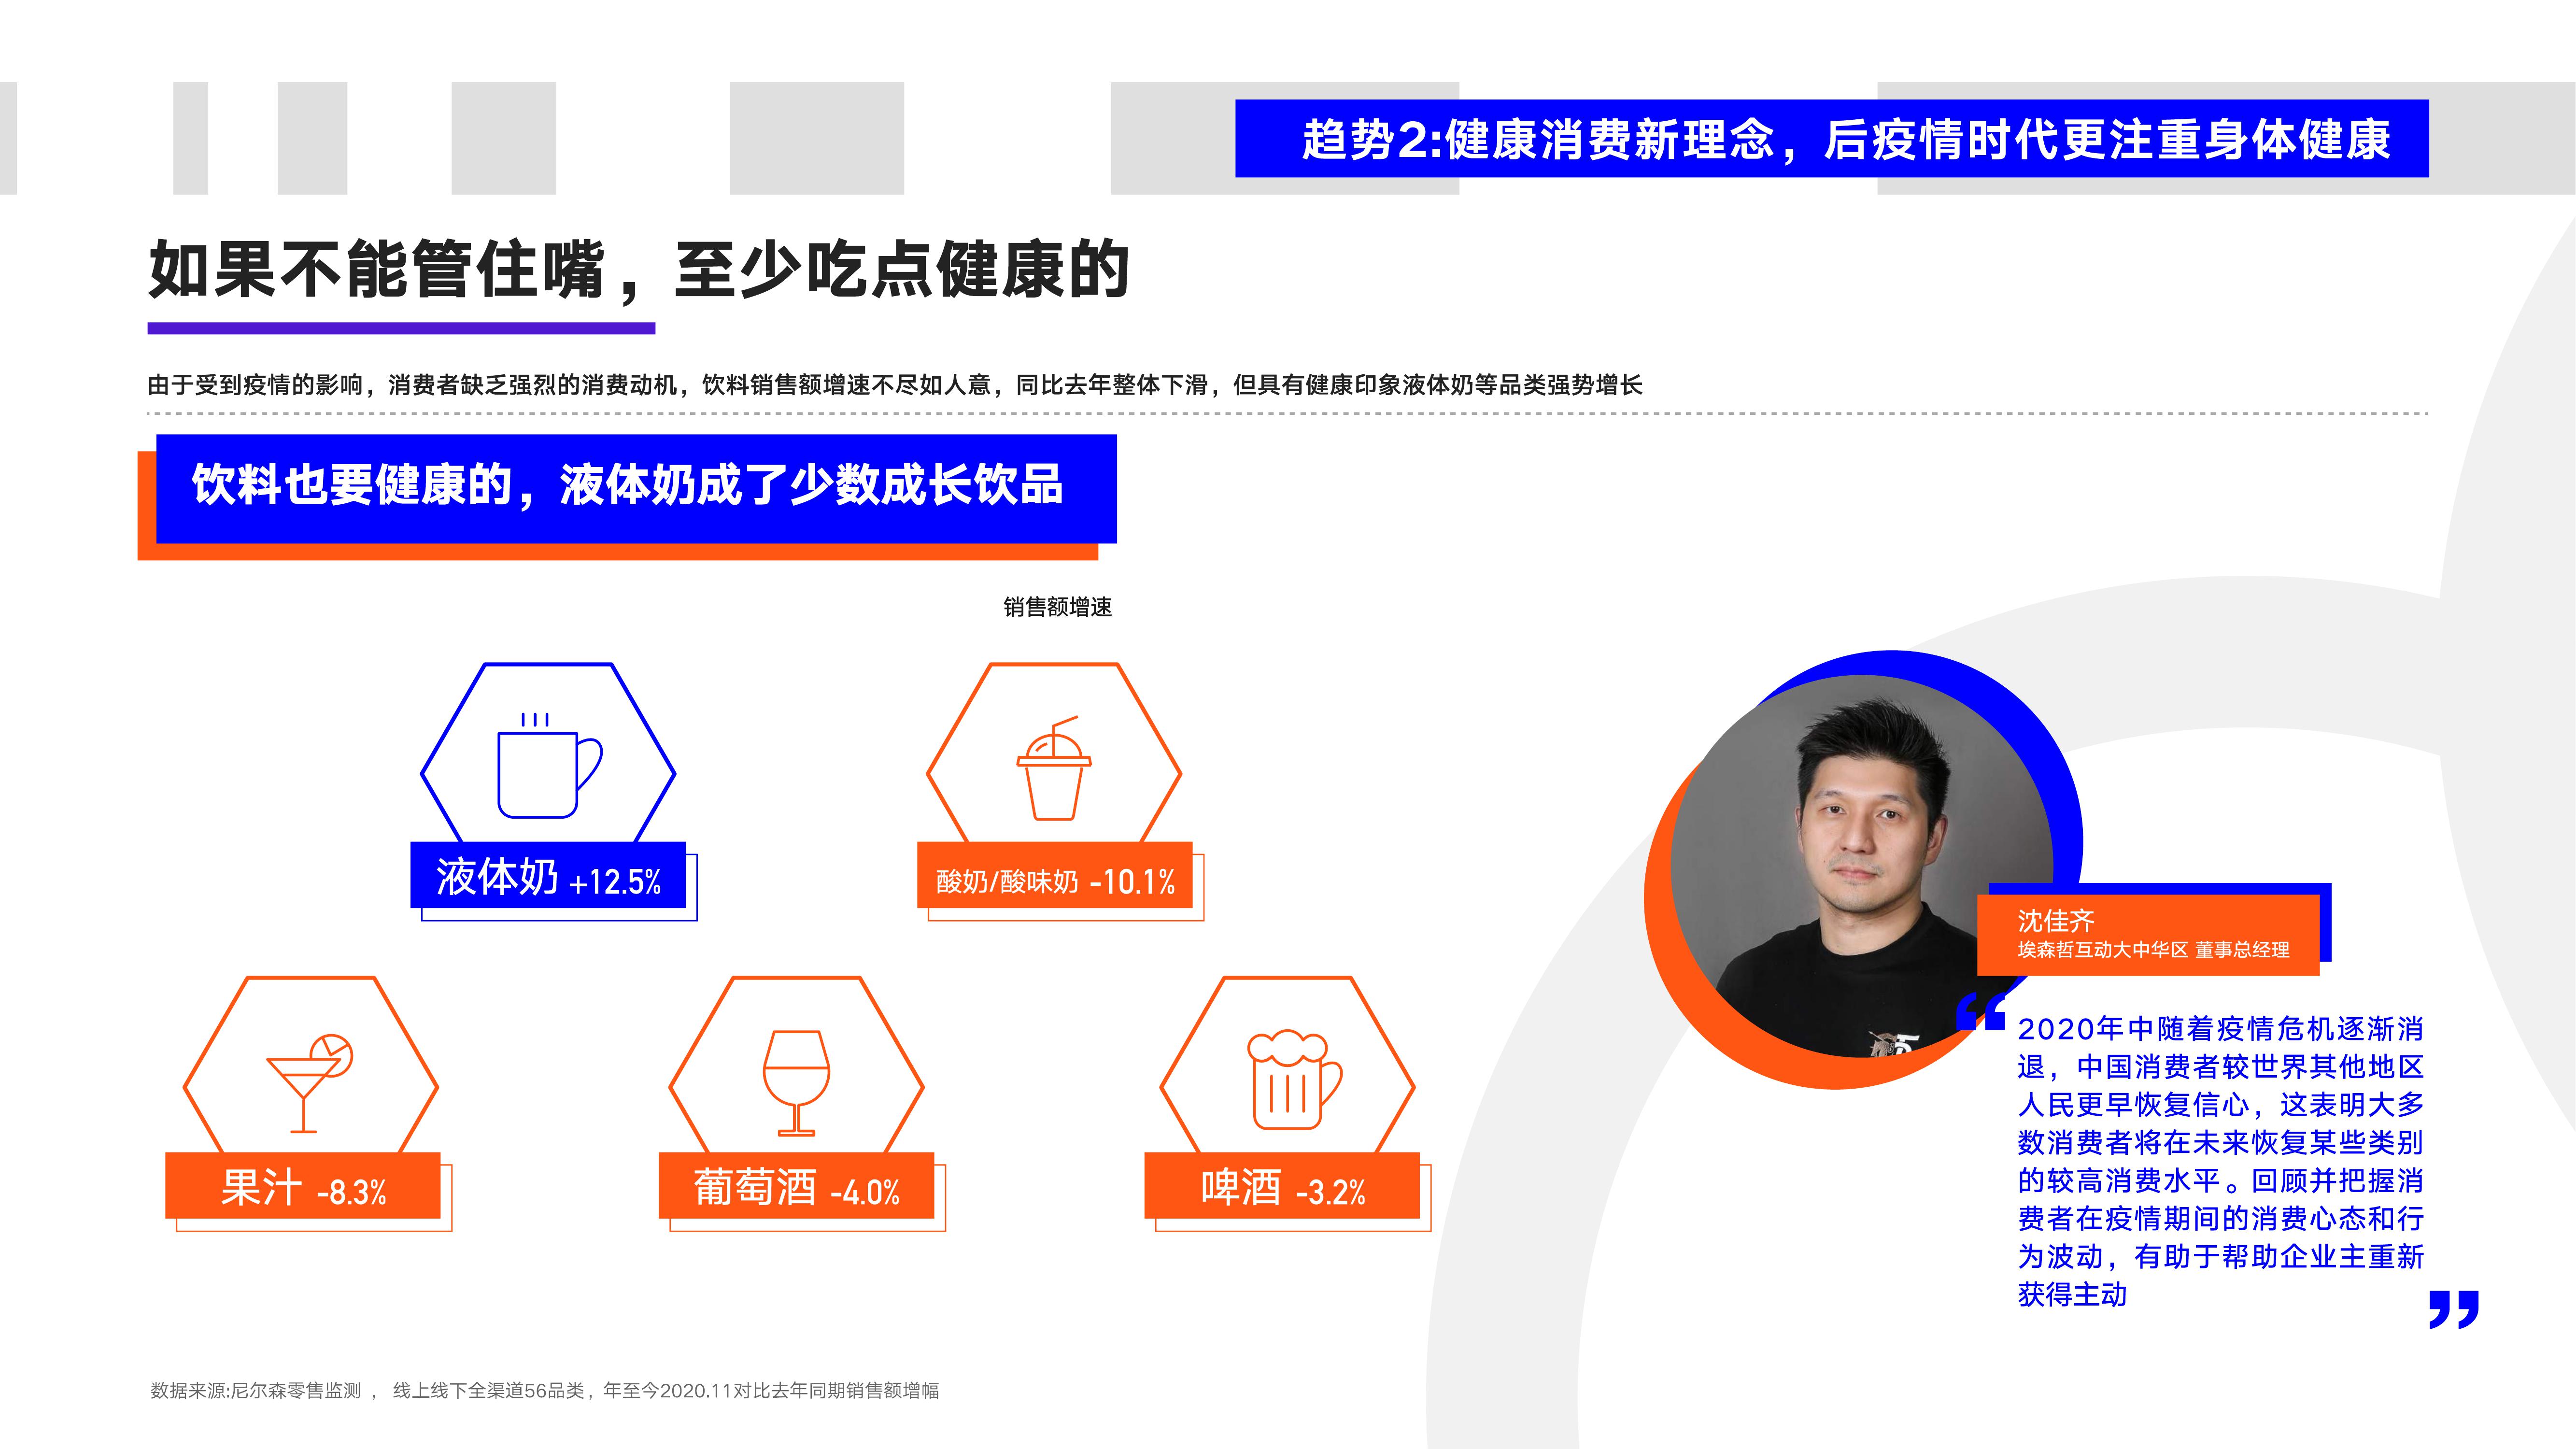 趋势2:健康消费新理念，后疫情时代更注重身体健康
如果不能管住嘴，至少吃点健康的
由于受到疫情的影响，消费者缺乏强烈的消费动机，饮料销售额增速不尽如人意，同比去年整体下滑，但具有健康印象液体奶等品类强势增长
饮料也要健康的，液体奶成了少数成长饮品
销售额增速
液体奶 +12.5%
酸奶/酸味奶 -10.1%
果汁 -8.3%
葡萄酒 -4.0%
啤酒 -3.2%
沈佳齐
埃森哲互动大中华区 董事总经理
“
2020年中随着疫情危机逐渐消
退，中国消费者较世界其他地区
人民更早恢复信心，这表明大多
数消费者将在未来恢复某些类别
的较高消费水平。回顾并把握消
费者在疫情期间的消费心态和行
为波动，有助于帮助企业主重新
获得主动
”
数据来源:尼尔森零售监测 ， 线上线下全渠道56品类，年至今2020.11对比去年同期销售额增幅